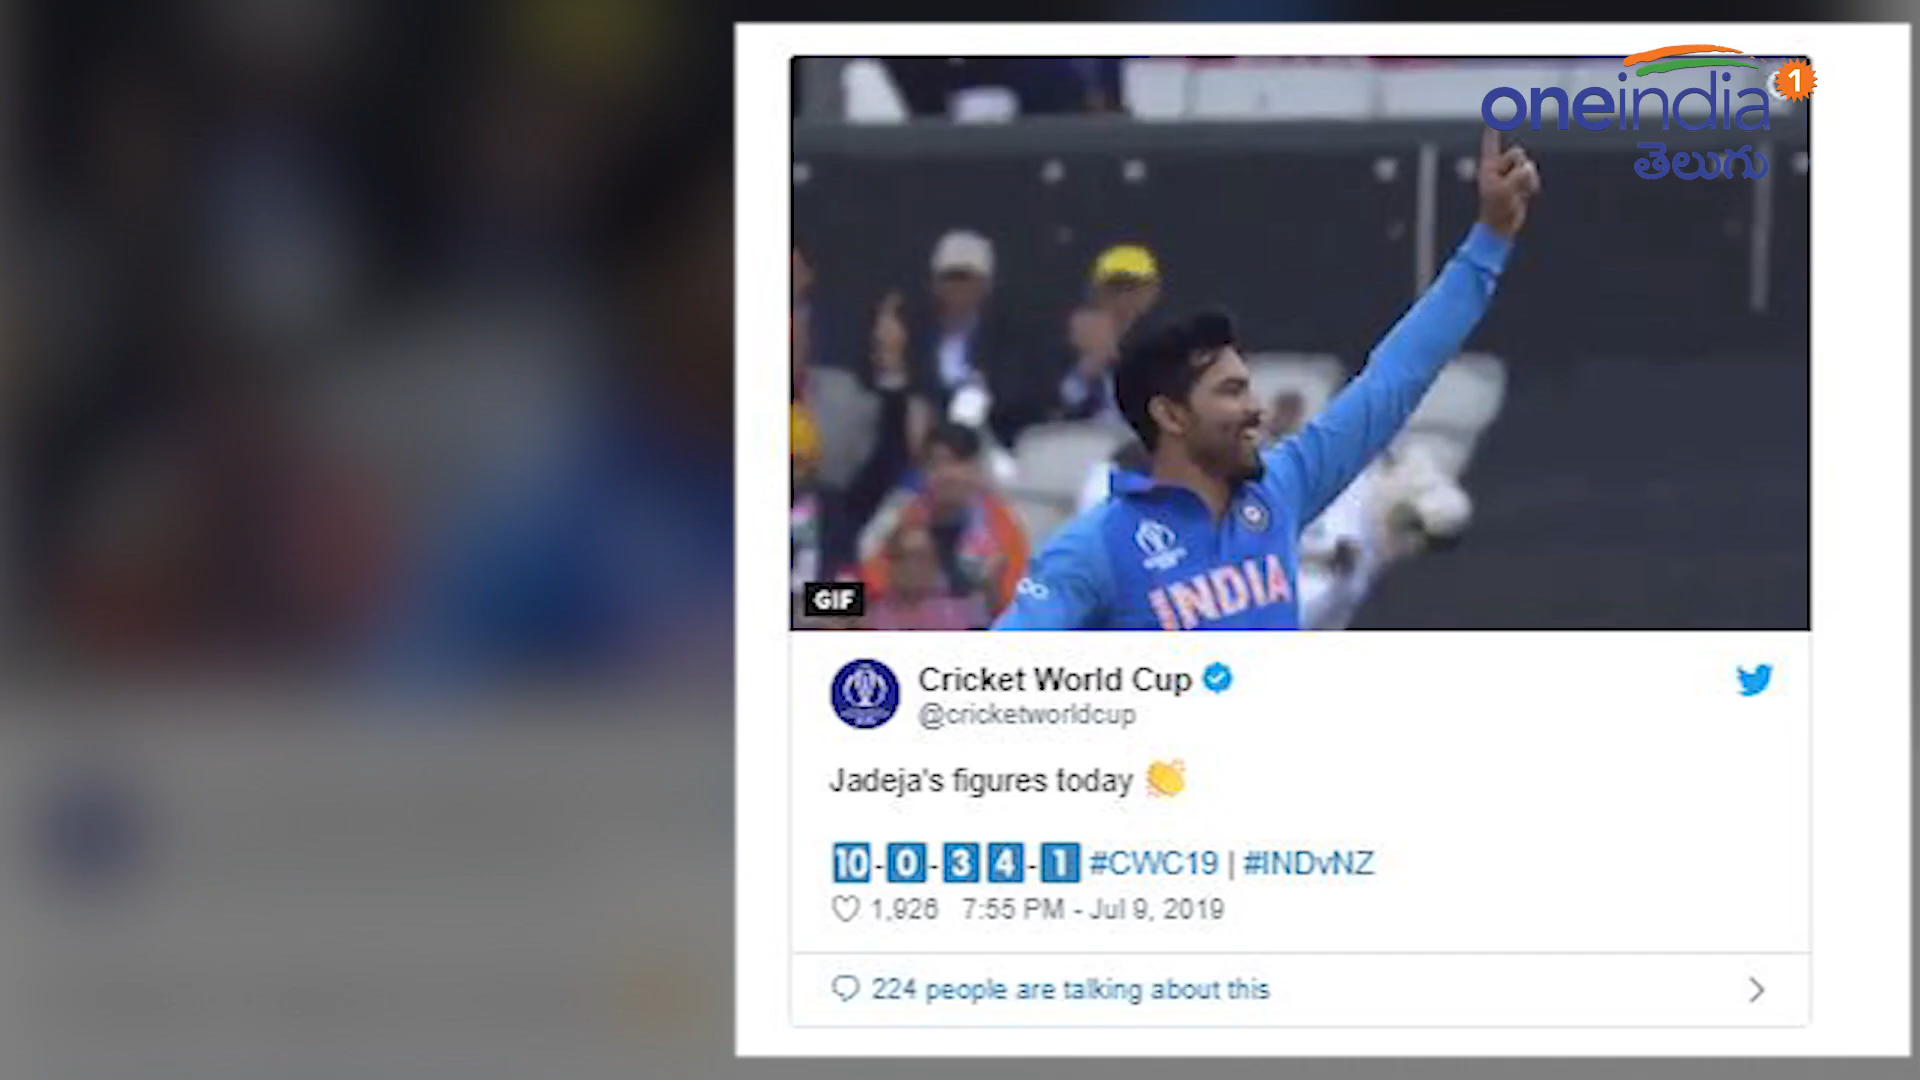 oneindia 1
తెలుగు
INDIA
GIF
Cricket World Cup
@cricketworldcup
Jadeja's figures today 👏
10-0-34-1 #CWC19 | #INDvNZ
1,926 7:55 PM - Jul 9, 2019
224 people are talking about this